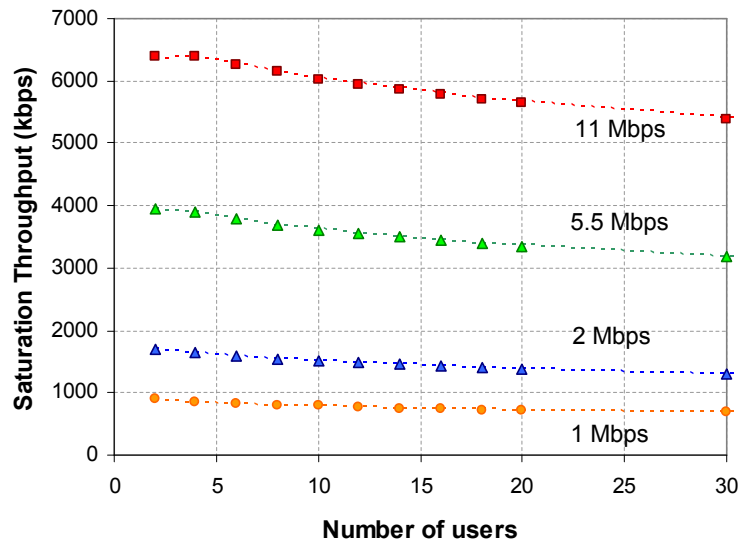 7000
6000
5000
4000
3000
2000
1000
0
Saturation Throughput (kbps)
11 Mbps
5.5 Mbps
2 Mbps
1 Mbps
0 5 10 15 20 25 30
Number of users